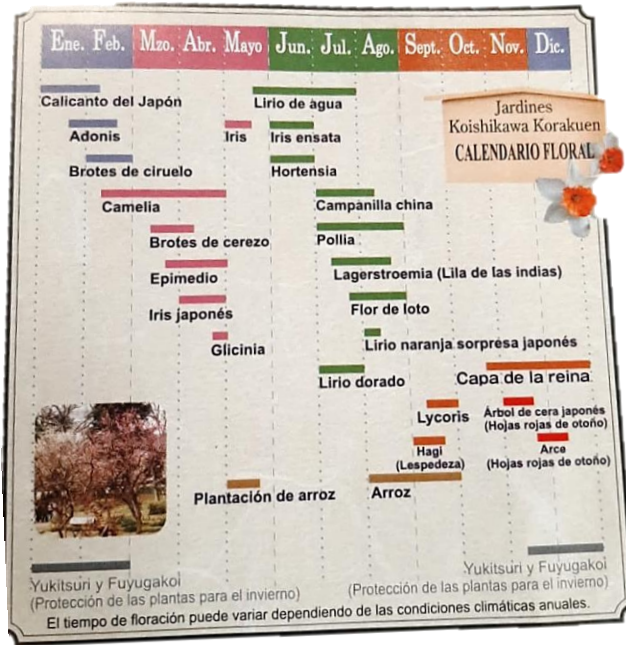 Ene. Feb. Mzo. Abr. Mayo Jun. Jul. Ago. Sept. Oct. Nov. Dic.
Jardines
Koishikawa Korakuen
CALENDARIO FLORAL
Calicanto del Japón
Lirio de agua
Adonis
Iris
Iris ensata
Brotes de ciruelo
Hortensia
Camelia
Campanilla china
Brotes de cerezo
Pollia
Epimedio
Lagerstroemia (Lila de las indias)
Iris japonés
Flor de loto
Glicinia
Lirio naranja sorpresa japonés
Lirio dorado
Capa de la reina
Lycoris
Árbol de cera japonés
(Hojas rojas de otoño)
Hagi
(Lespedeza)
Arce
(Hojas rojas de otoño)
Plantación de arroz
Arroz
Yukitsuri y Fuyugakoi
(Protección de las plantas para el invierno)
Yukitsuri y Fuyugakoi
(Protección de las plantas para el invierno)
El tiempo de floración puede variar dependiendo de las condiciones climáticas anuales.